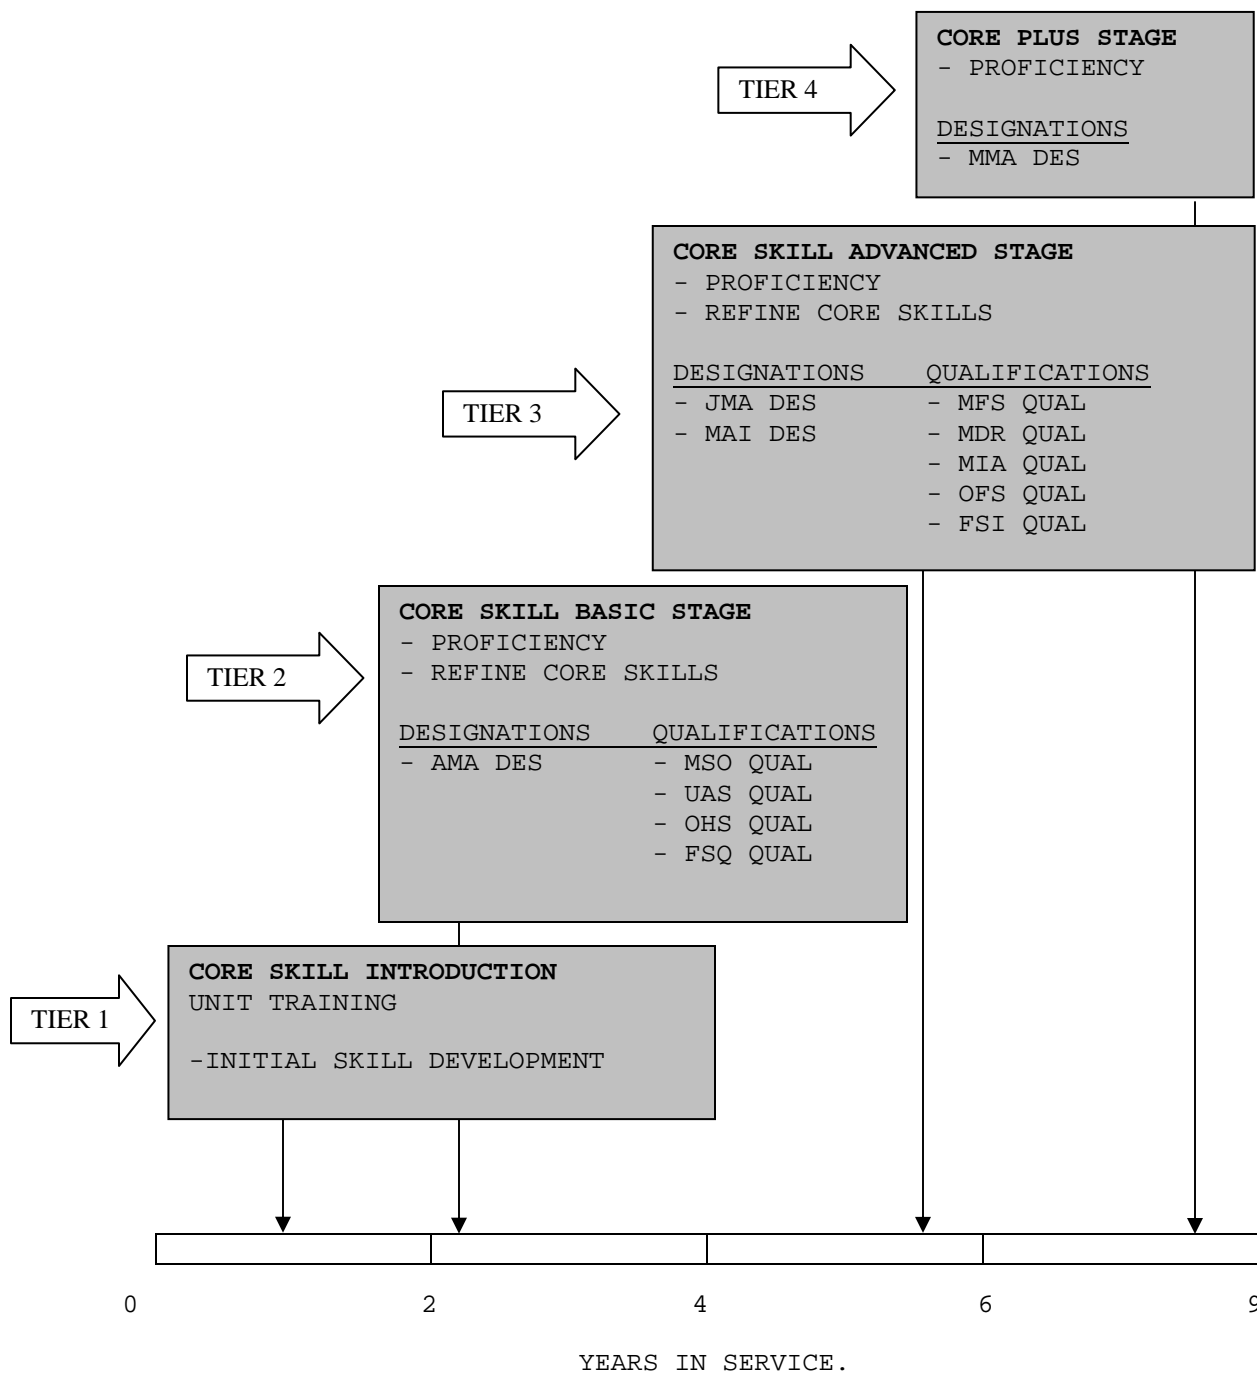 CORE PLUS STAGE
- PROFICIENCY
TIER 4
DESIGNATIONS
- MMA DES
CORE SKILL ADVANCED STAGE
- PROFICIENCY
- REFINE CORE SKILLS
TIER 3
DESIGNATIONS QUALIFICATIONS
- JMA DES - MFS QUAL
- MAI DES - MDR QUAL
- MIA QUAL
- OFS QUAL
- FSI QUAL
CORE SKILL BASIC STAGE
- PROFICIENCY
- REFINE CORE SKILLS
TIER 2
DESIGNATIONS QUALIFICATIONS
- AMA DES - MSO QUAL
- UAS QUAL
- OHS QUAL
- FSQ QUAL
CORE SKILL INTRODUCTION
UNIT TRAINING
TIER 1
-INITIAL SKILL DEVELOPMENT
0 2 4 6 9
YEARS IN SERVICE.